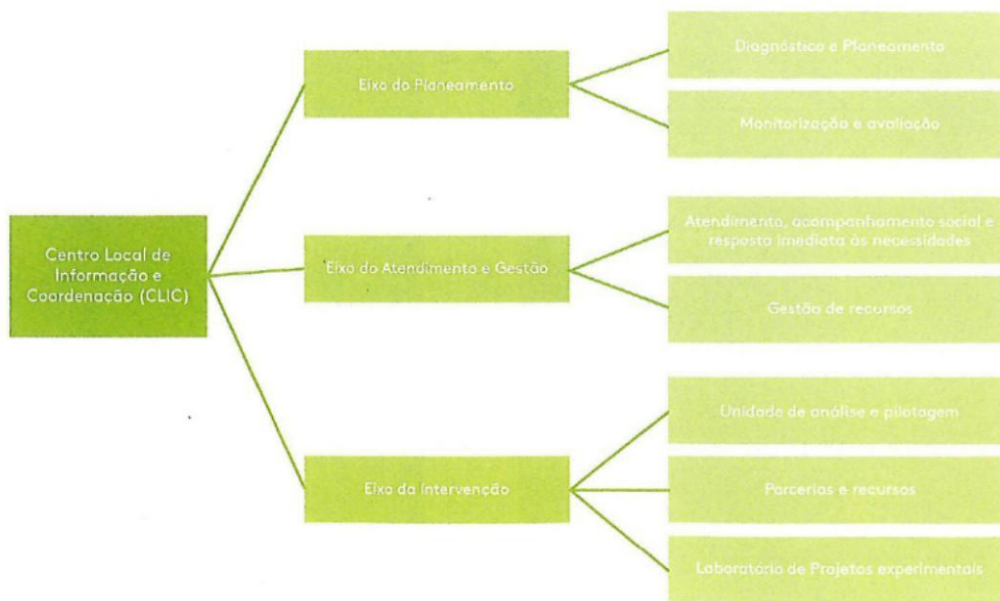 Centro Local de
Informação e
Coordenação (CLIC)
Eixo do Planeamento
Diagnóstico e Planeamento
Monitorização e avaliação
Eixo do Atendimento e Gestão
Atendimento, acompanhamento social e
resposta imediata às necessidades
Gestão de recursos
Eixo da Intervenção
Unidade de análise e pilotagem
Parcerias e recursos
Laboratório de Projetos experimentais